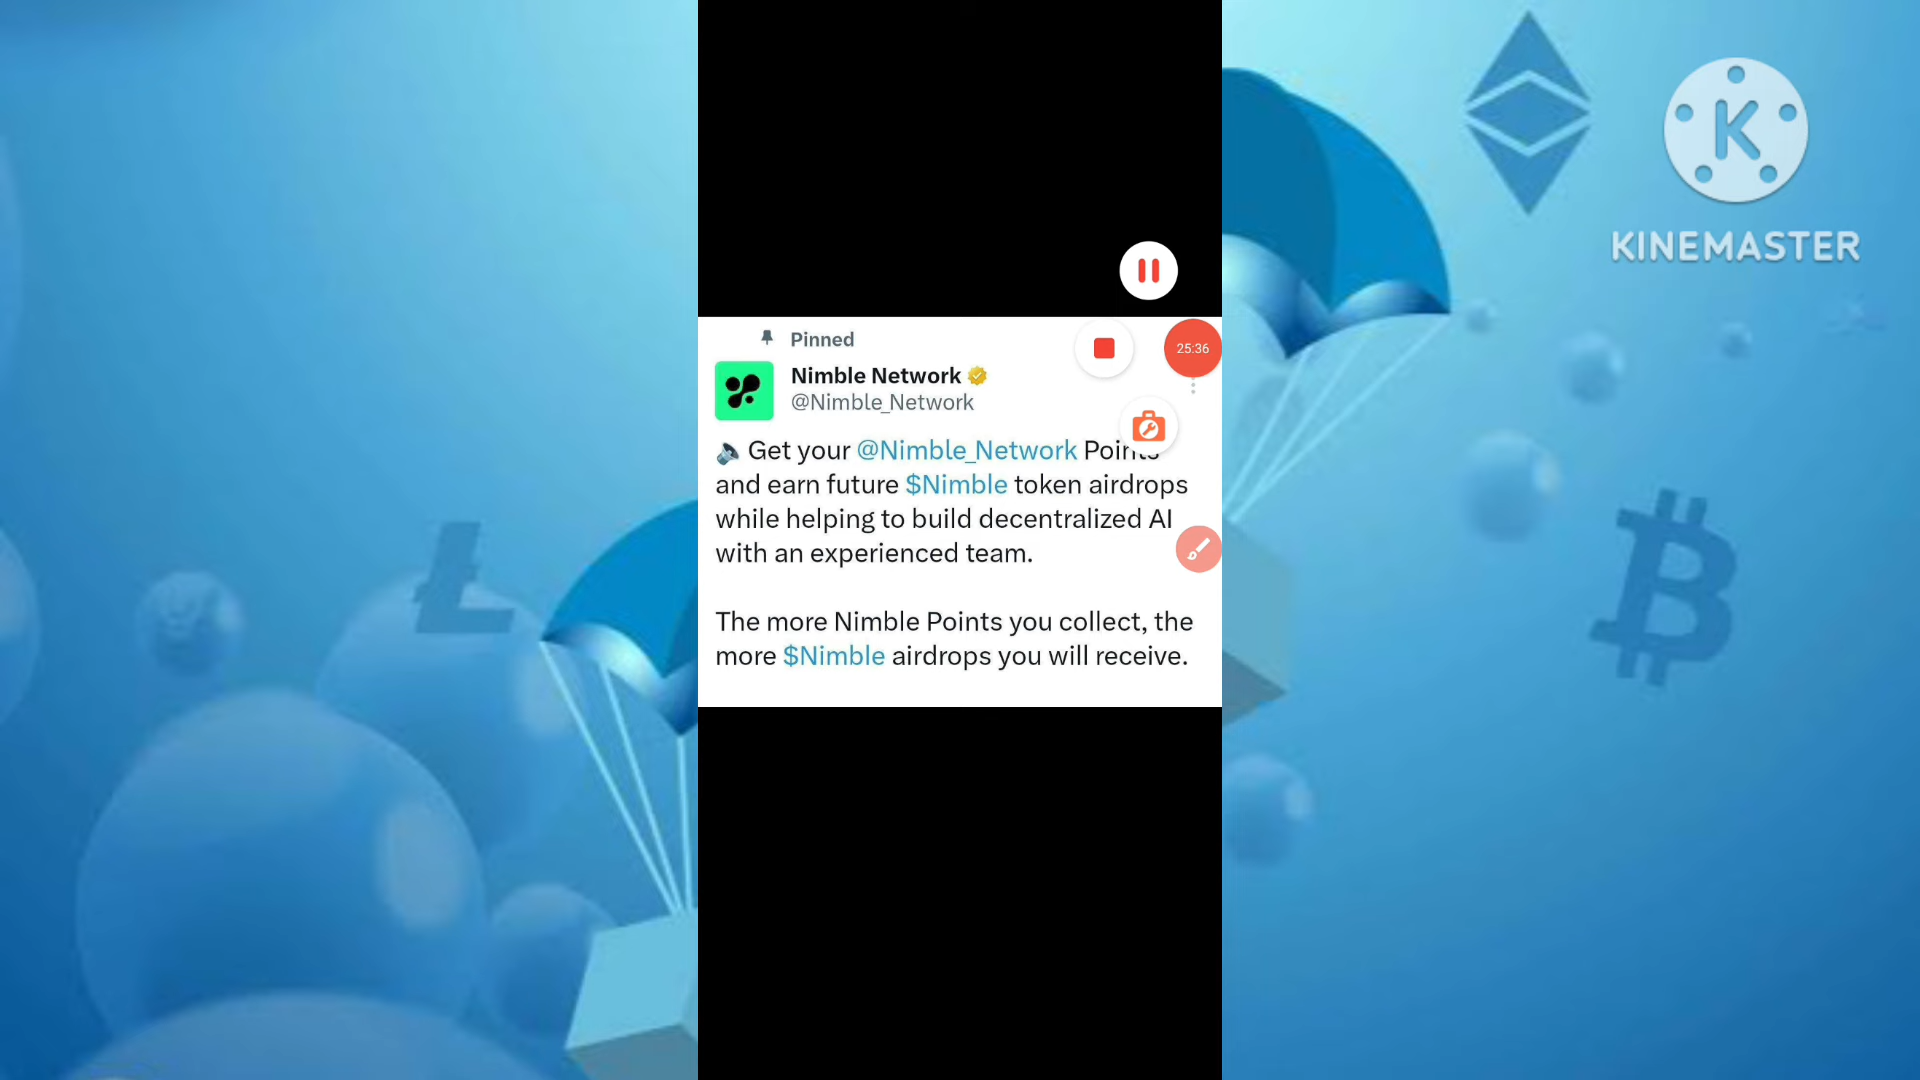 KINEMASTER
Pinned
25:36
Nimble Network
@Nimble_Network
Get your @Nimble_Network Points
and earn future $Nimble token airdrops
while helping to build decentralized AI
with an experienced team.
The more Nimble Points you collect, the
more $Nimble airdrops you will receive.